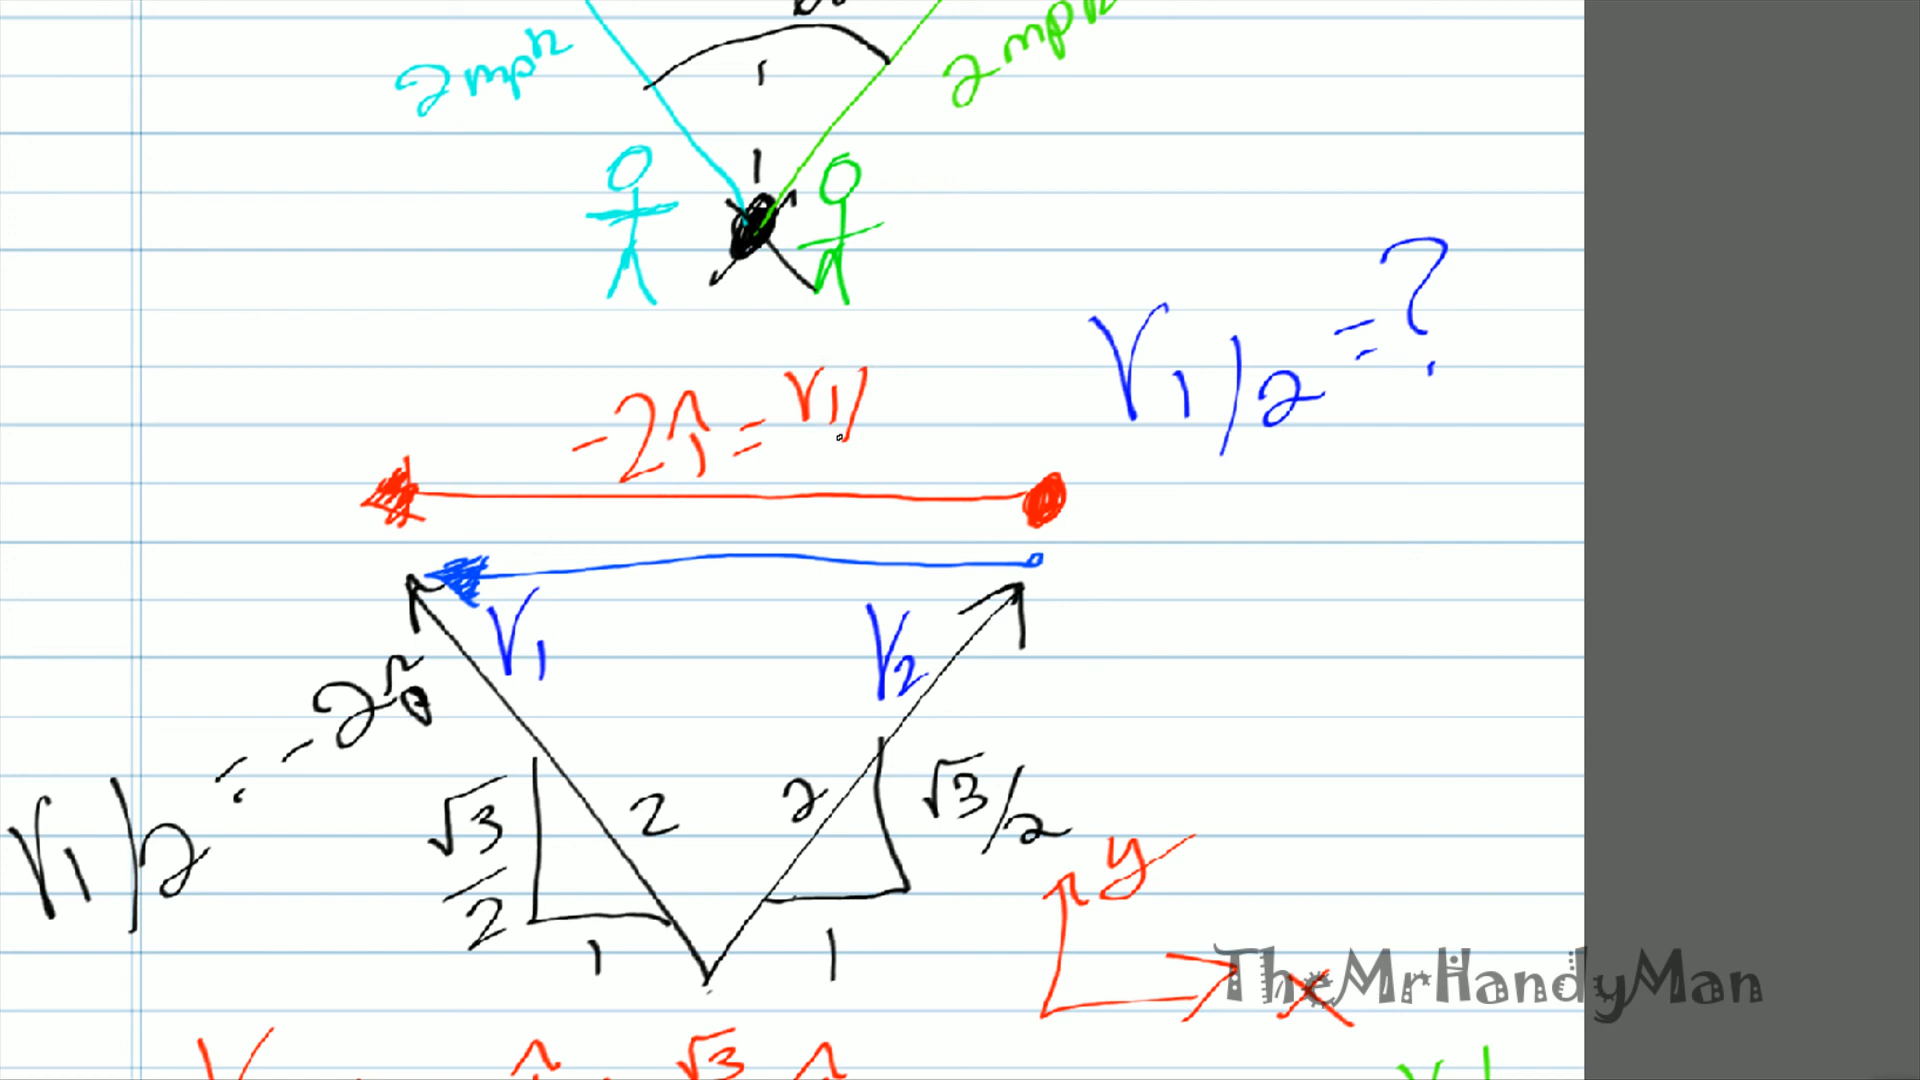 2mph
2mph
1
1
V1/2 = ?
-2î = V1/
V1
V2
V1/2 = -2î
√3/2
2
2
√3/2
1
1
y
x
TheMrHandyMan
√3